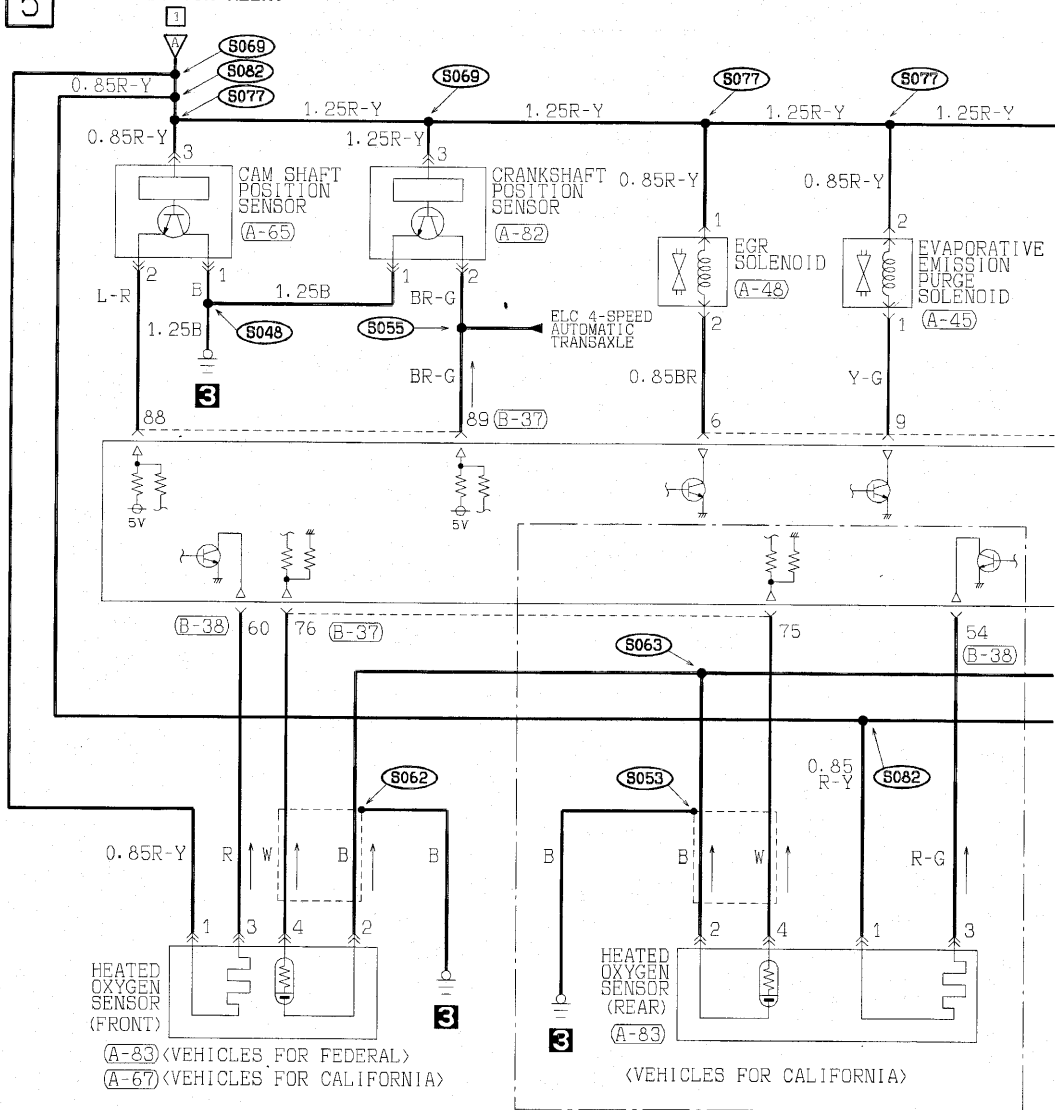 5
1
A
S069
0.85R-Y
S082
S077
0.85R-Y
1.25R-Y
S069
1.25R-Y
1.25R-Y
S077
1.25R-Y
S077
1.25R-Y
3
CAM SHAFT
POSITION
SENSOR
A-65
3
CRANKSHAFT
POSITION
SENSOR
A-82
0.85R-Y
1
EGR
SOLENOID
A-48
0.85R-Y
2
EVAPORATIVE
EMISSION
PURGE
SOLENOID
A-45
2
1
1
2
2
1
L-R
B
1.25B
BR-G
1.25B
S048
3
S055
ELC 4-SPEED
AUTOMATIC
TRANSAXLE
BR-G
0.85BR
Y-G
88
89
B-37
6
9
5V
5V
B-38
60
76
B-37
75
54
B-38
S063
S062
S053
0.85
R-Y
S082
0.85R-Y
R
W
B
B
B
B
W
R-G
1
3
4
2
2
4
1
3
HEATED
OXYGEN
SENSOR
(FRONT)
3
3
HEATED
OXYGEN
SENSOR
(REAR)
A-83
A-83 <VEHICLES FOR FEDERAL>
A-67 <VEHICLES FOR CALIFORNIA>
<VEHICLES FOR CALIFORNIA>